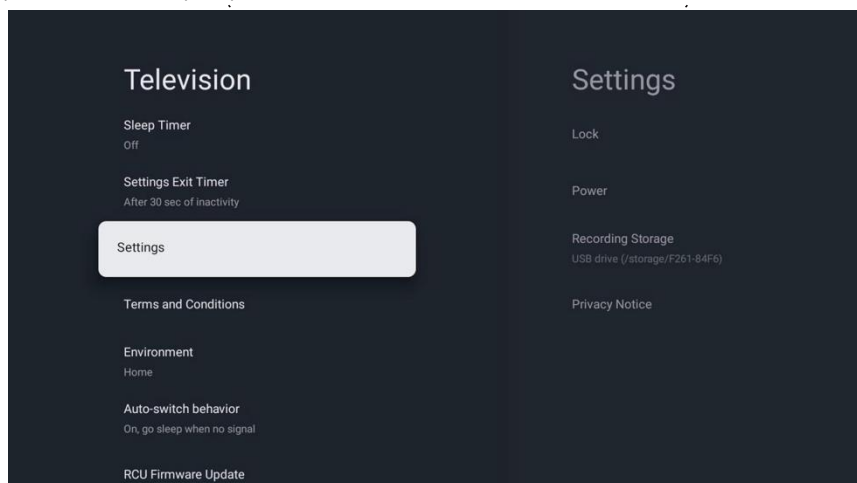 Television
Sleep Timer
Off
Settings Exit Timer
After 30 sec of inactivity
Settings
Terms and Conditions
Environment
Home
Auto-switch behavior
On, go sleep when no signal
RCU Firmware Update
Settings
Lock
Power
Recording Storage
USB drive (/storage/F261-84F6)
Privacy Notice